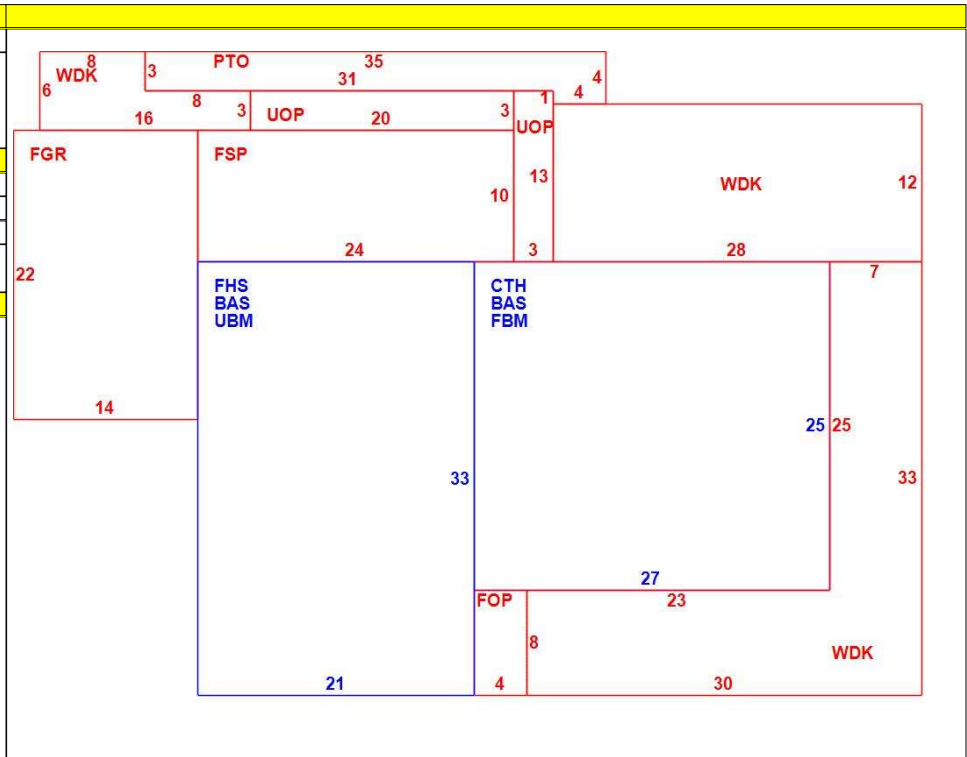 8 PTO 35
WDK 3 31 4
6 8 1 4
16 3 UOP 20 3 UOP
FGR FSP
10 13 WDK 12
24 3 28
22 7
FHS CTH
BAS BAS
UBM FBM
14
25 25
33 33
27
FOP 23
8
WDK
21 4 30